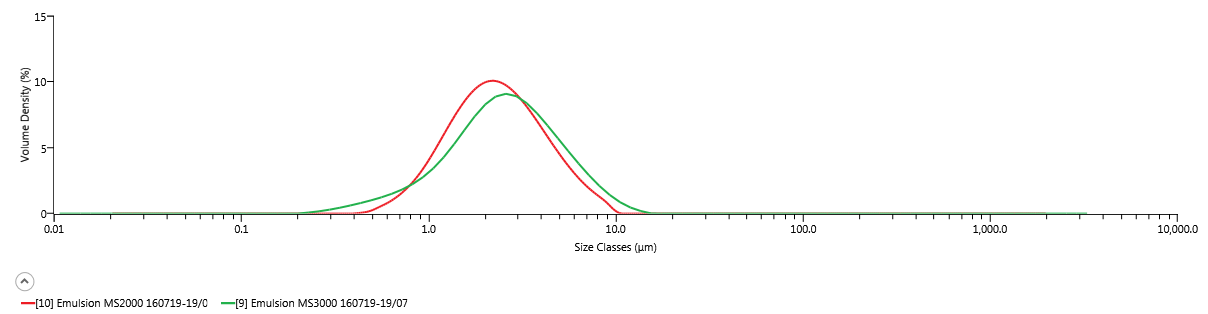 15
10
5
0
Volume Density (%)
0.01 0.1 1.0 10.0 100.0 1,000.0 10,000.0
Size Classes (µm)
[10] Emulsion MS2000 160719-19/0 [9] Emulsion MS3000 160719-19/07